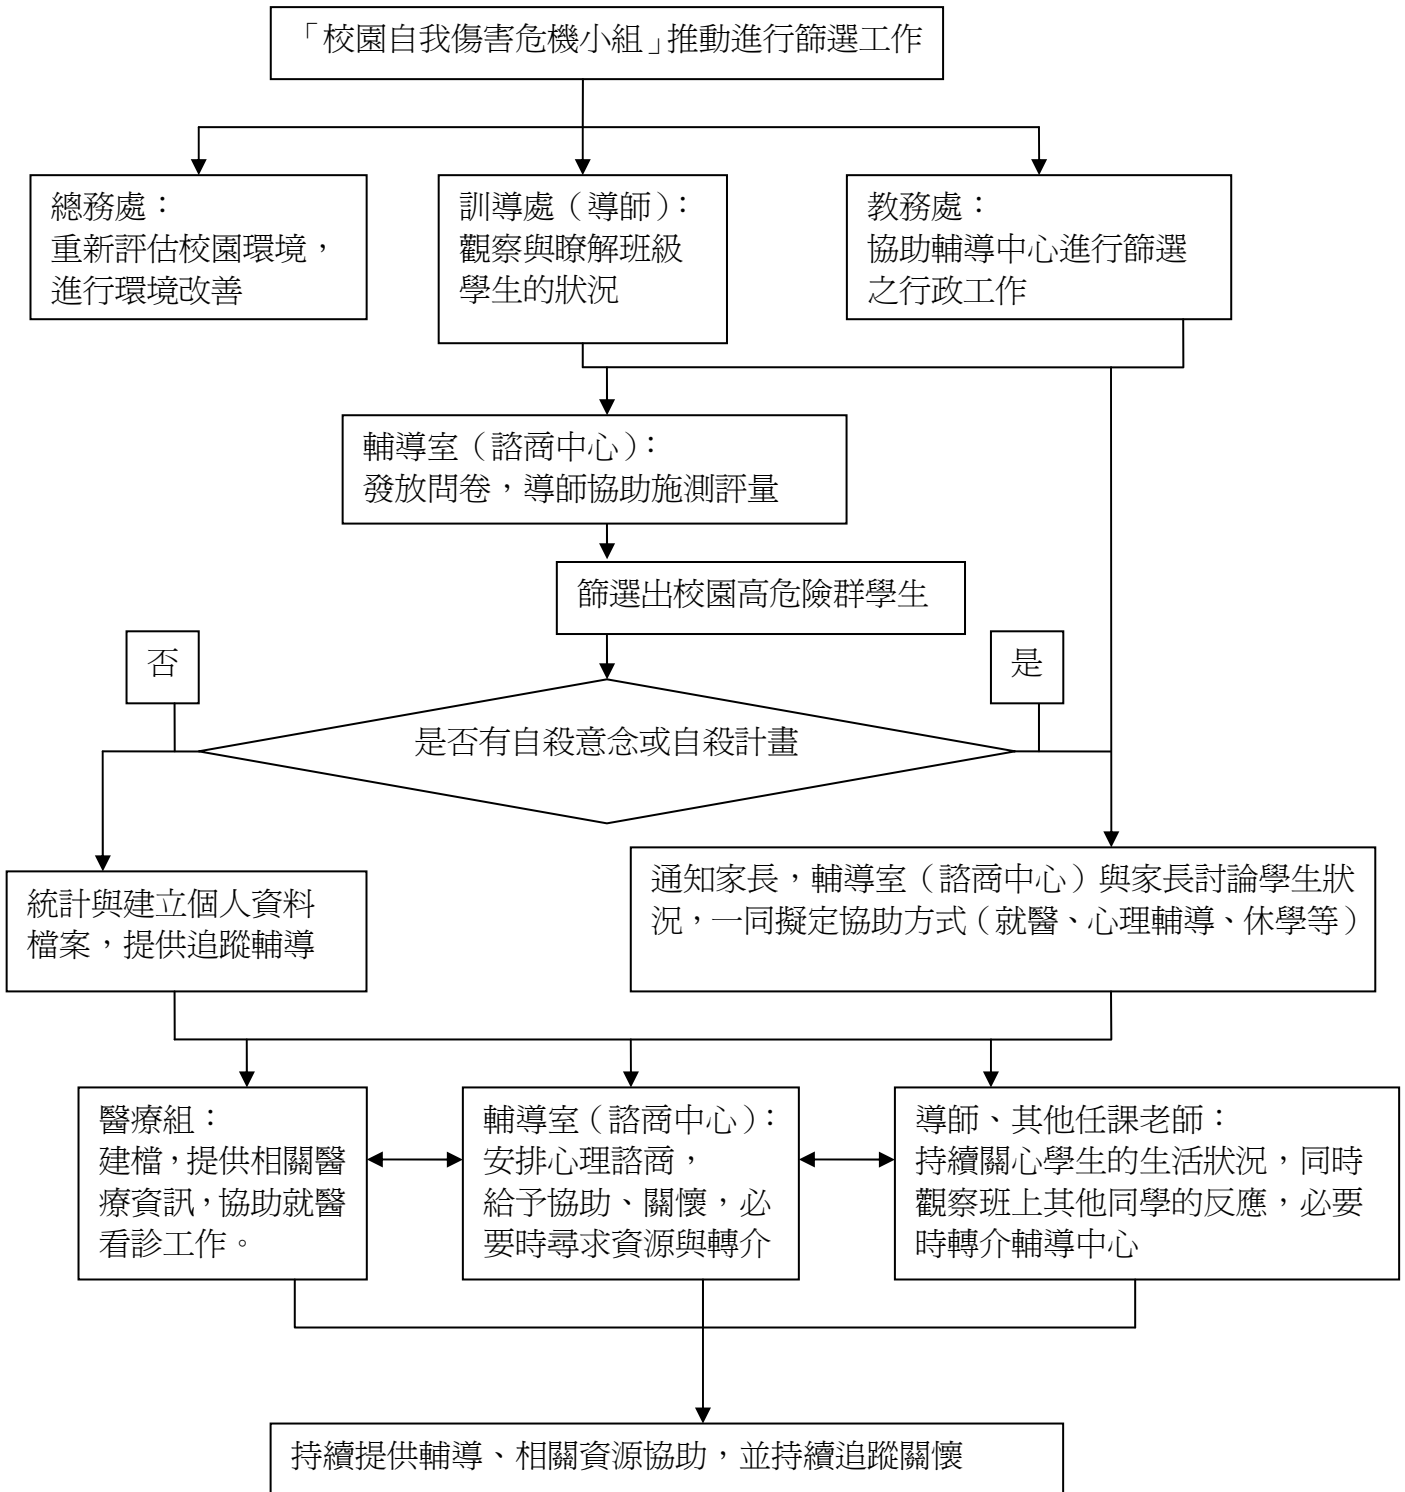 「校園自我傷害危機小組」推動進行篩選工作
總務處：
重新評估校園環境，
進行環境改善
訓導處（導師）：
觀察與瞭解班級
學生的狀況
教務處：
協助輔導中心進行篩選
之行政工作
輔導室（諮商中心）：
發放問卷，導師協助施測評量
篩選出校園高危險群學生
否
是
是否有自殺意念或自殺計畫
統計與建立個人資料
檔案，提供追蹤輔導
通知家長，輔導室（諮商中心）與家長討論學生狀
況，一同擬定協助方式（就醫、心理輔導、休學等）
醫療組：
建檔，提供相關醫
療資訊，協助就醫
看診工作。
輔導室（諮商中心）：
安排心理諮商，
給予協助、關懷，必
要時尋求資源與轉介
導師、其他任課老師：
持續關心學生的生活狀況，同時
觀察班上其他同學的反應，必要
時轉介輔導中心
持續提供輔導、相關資源協助，並持續追蹤關懷